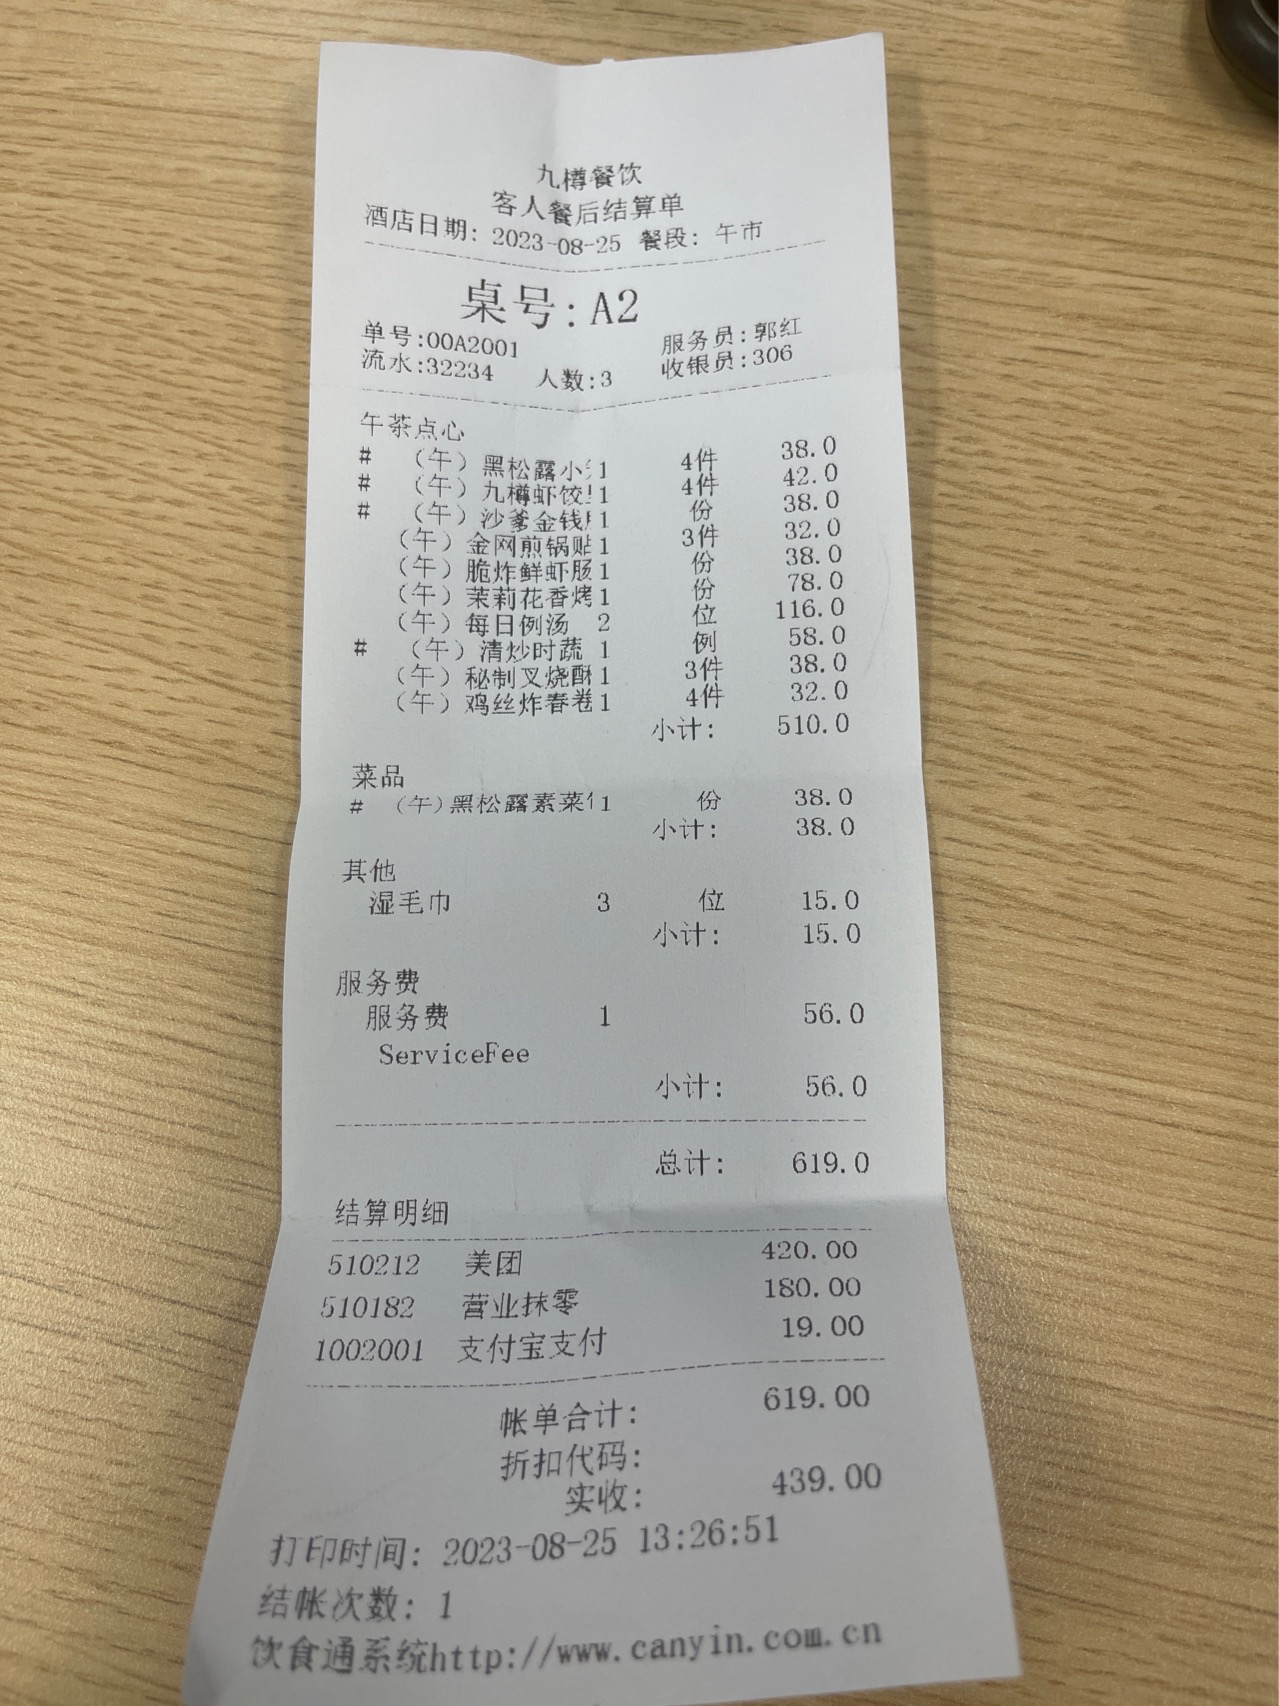 九樽餐饮
客人餐后结算单
酒店日期: 2023-08-25 餐段: 午市
桌号: A2
单号:00A2001 服务员:郭红
流水:32234 人数:3 收银员:306
午茶点心
# (午) 黑松露小 1 4件 38.0
# (午) 九樽虾饺 1 4件 42.0
# (午) 沙爹金钱 1 份 38.0
(午) 金网煎锅贴 1 3件 32.0
(午) 脆炸鲜虾肠 1 份 38.0
(午) 茉莉花香烤 1 份 78.0
(午) 每日例汤 2 位 116.0
# (午) 清炒时蔬 1 例 58.0
(午) 秘制叉烧酥 1 3件 38.0
(午) 鸡丝炸春卷 1 4件 32.0
小计: 510.0
菜品
# (午) 黑松露素菜 1 份 38.0
小计: 38.0
其他
湿毛巾 3 位 15.0
小计: 15.0
服务费
服务费 1 56.0
ServiceFee
小计: 56.0
总计: 619.0
结算明细
510212 美团 420.00
510182 营业抹零 180.00
1002001 支付宝支付 19.00
帐单合计: 619.00
折扣代码:
实收: 439.00
打印时间: 2023-08-25 13:26:51
结帐次数: 1
饮食通系统http://www.canyin.com.cn